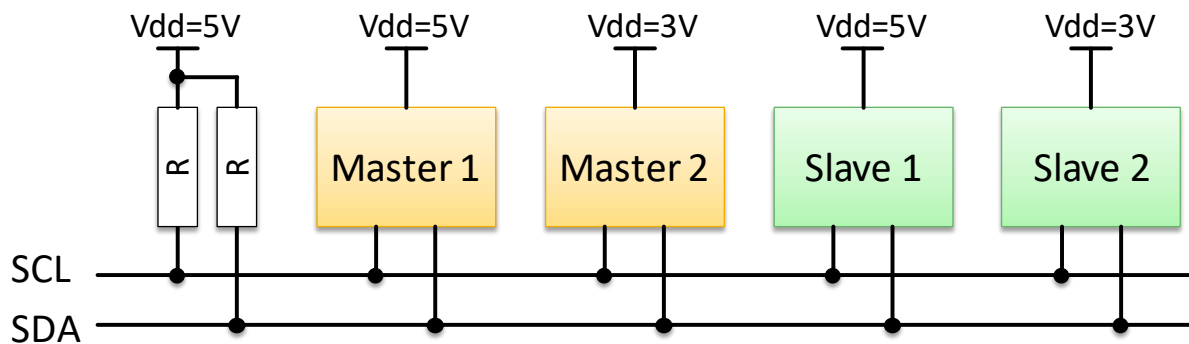 Vdd=5V Vdd=5V Vdd=3V Vdd=5V Vdd=3V
R R Master 1 Master 2 Slave 1 Slave 2
SCL
SDA